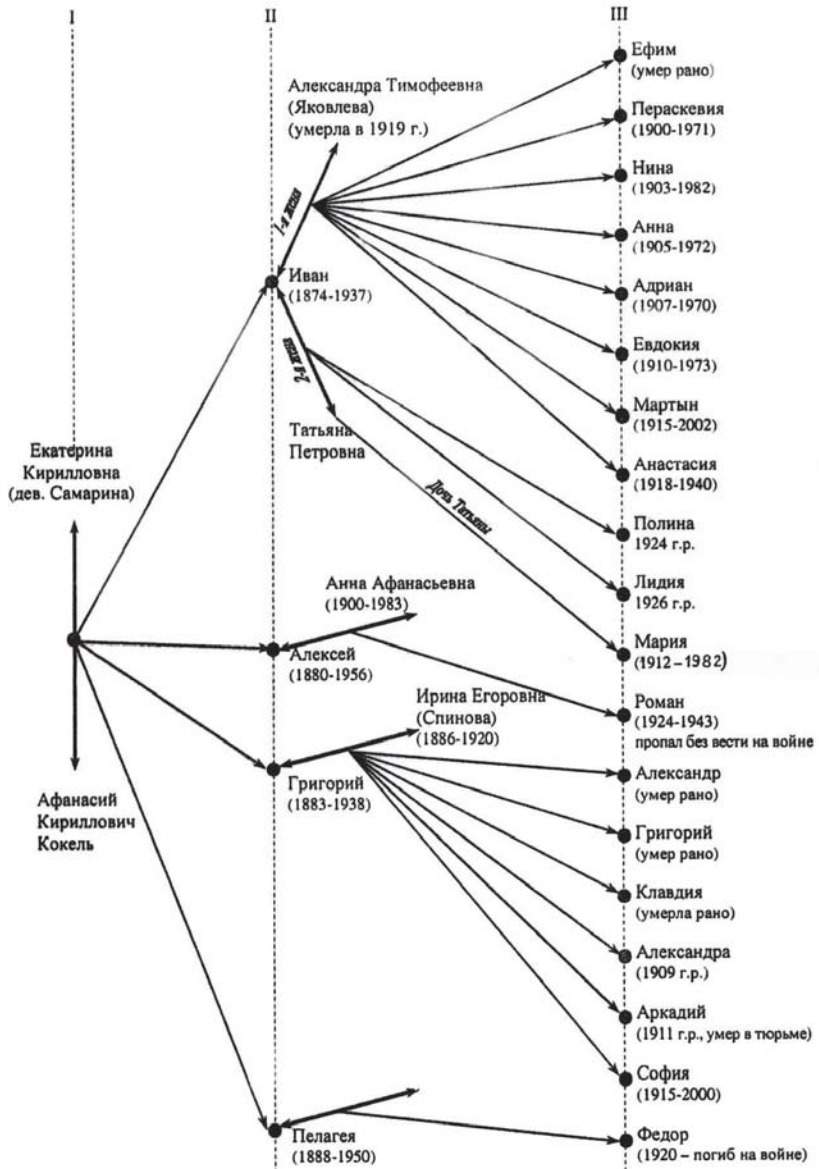 I
II
III
Екатерина
Кирилловна
(дев. Самарина)
Афанасий
Кириллович
Кокель
Александра Тимофеевна
(Яковлева)
(умерла в 1919 г.)
1-я жена
Иван
(1874-1937)
2-я жена
Татьяна
Петровна
Дочь Татьяны
Анна Афанасьевна
(1900-1983)
Алексей
(1880-1956)
Ирина Егоровна
(Спинова)
(1886-1920)
Григорий
(1883-1938)
Пелагея
(1888-1950)
Ефим
(умер рано)
Пераскевия
(1900-1971)
Нина
(1903-1982)
Анна
(1905-1972)
Адриан
(1907-1970)
Евдокия
(1910-1973)
Мартын
(1915-2002)
Анастасия
(1918-1940)
Полина
1924 г.р.
Лидия
1926 г.р.
Мария
(1912-1982)
Роман
(1924-1943)
пропал без вести на войне
Александр
(умер рано)
Григорий
(умер рано)
Клавдия
(умерла рано)
Александра
(1909 г.р.)
Аркадий
(1911 г.р., умер в тюрьме)
София
(1915-2000)
Федор
(1920 – погиб на войне)